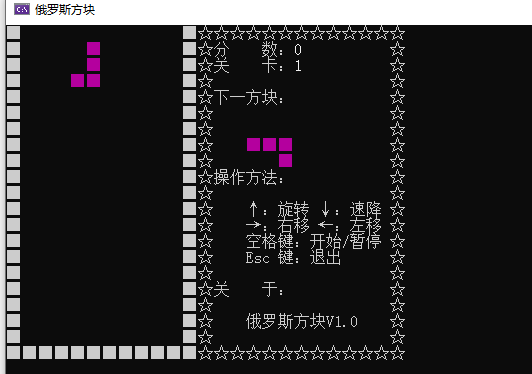 俄罗斯方块
☆☆☆☆☆☆☆☆☆☆☆☆☆
☆分　　数：0 ☆
☆关　　卡：1 ☆
☆ ☆
☆下一方块： ☆
☆ ☆
☆ ☆
☆ ☆
☆ ☆
☆操作方法： ☆
☆ ☆
☆ ↑：旋转 ↓：速降 ☆
☆ →：右移 ←：左移 ☆
☆ 空格键：开始/暂停 ☆
☆ Esc 键：退出 ☆
☆ ☆
☆关　　于： ☆
☆ ☆
☆ 俄罗斯方块V1.0 ☆
☆ ☆
☆☆☆☆☆☆☆☆☆☆☆☆☆